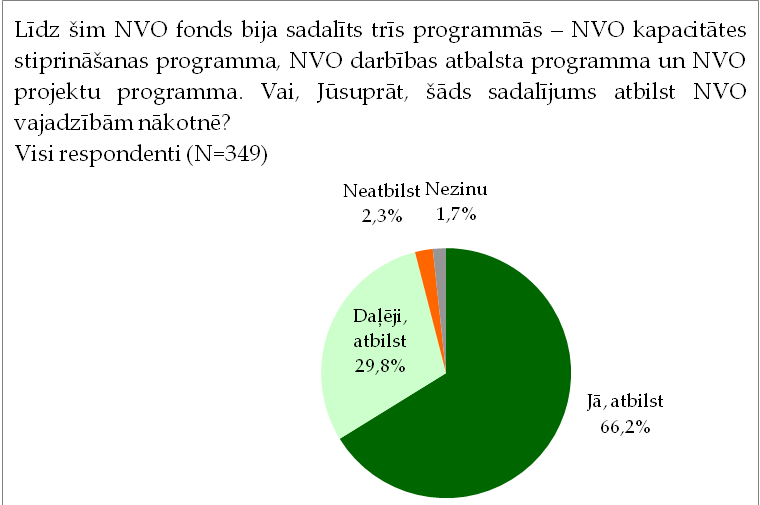 Līdz šim NVO fonds bija sadalīts trīs programmās – NVO kapacitātes
stiprināšanas programma, NVO darbības atbalsta programma un NVO
projektu programma. Vai, Jūsuprāt, šāds sadalījums atbilst NVO
vajadzībām nākotnē?
Visi respondenti (N=349)
Neatbilst
2,3%
Nezinu
1,7%
Daļēji,
atbilst
29,8%
Jā, atbilst
66,2%